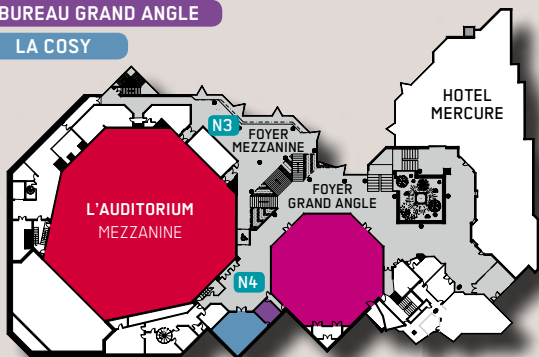 BUREAU GRAND ANGLE
LA COSY
N3
FOYER
MEZZANINE
HOTEL
MERCURE
FOYER
GRAND ANGLE
L'AUDITORIUM
MEZZANINE
N4